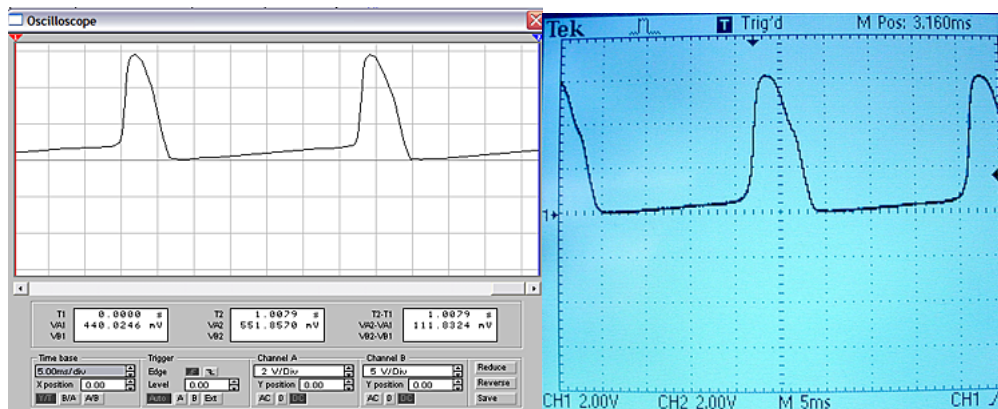 Oscilloscope
T1 0.0000 s
VA1 440.0246 mV
VB1
T2 1.0079 s
VA2 551.8570 mV
VB2
T2-T1 1.0079 s
VA2-VA1 111.8324 mV
VB2-VB1
Time base
5.00ms/div
X position 0.00
Y/T B/A A/B
Trigger
Edge
Level 0.00
Auto A B Ext
Channel A
2 V/Div
Y position 0.00
AC 0 DC
Channel B
5 V/Div
Y position 0.00
AC 0 DC
Reduce
Reverse
Save
Tek T Trig'd M Pos: 3.160ms
1
CH1 2.00V CH2 2.00V M 5ms CH1